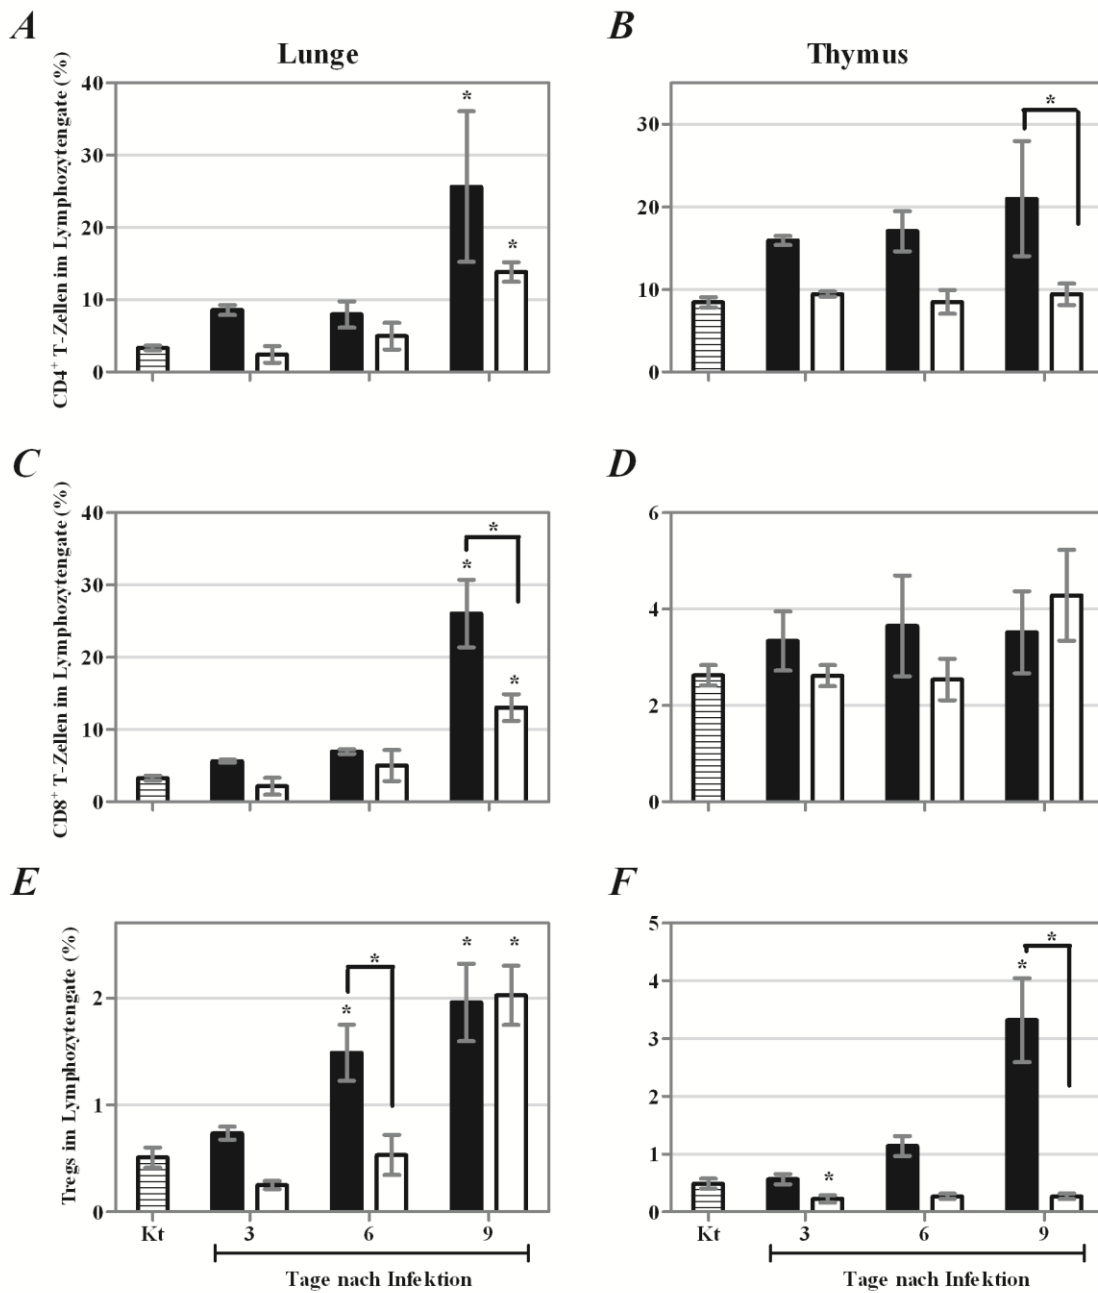 A
B
Lunge
Thymus
CD4⁺ T-Zellen im Lymphozytengate (%)
40
30
20
10
0
*
*
30
20
10
0
*
C
D
CD8⁺ T-Zellen im Lymphozytengate (%)
40
30
20
10
0
*
*
*
6
4
2
0
E
F
Tregs im Lymphozytengate (%)
2
1
0
*
*
*
*
5
4
3
2
1
0
*
*
*
Kt 3 6 9
Tage nach Infektion
Kt 3 6 9
Tage nach Infektion